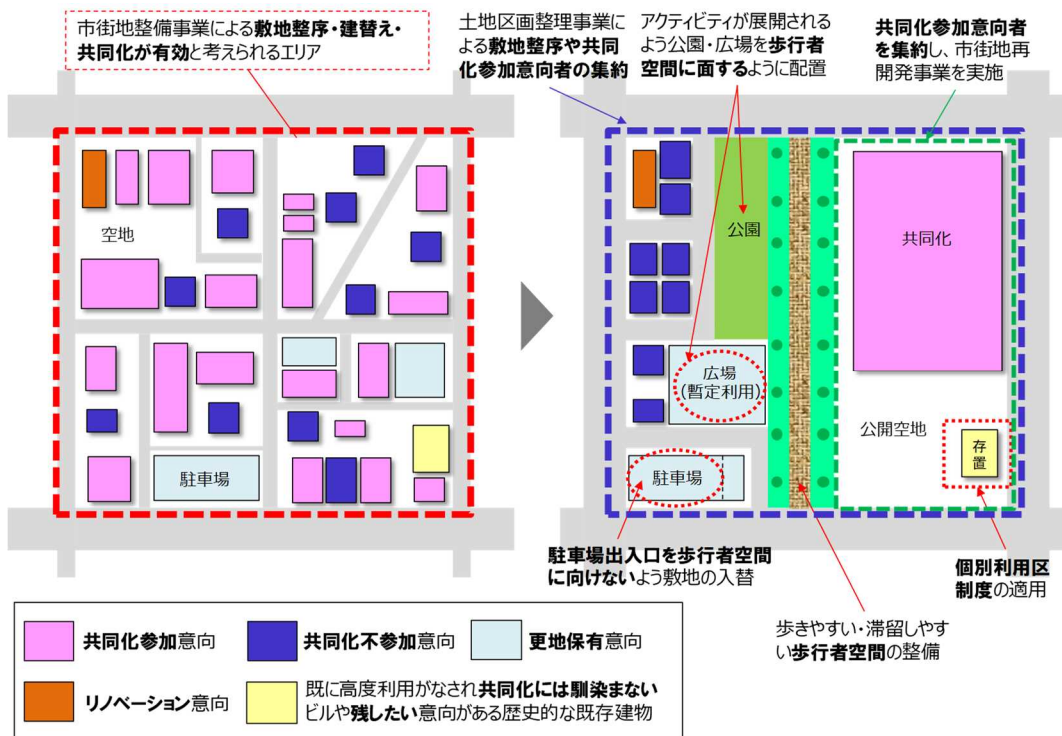 市街地整備事業による敷地整序・建替え・
共同化が有効と考えられるエリア
土地区画整理事業に
よる敷地整序や共同
化参加意向者の集約
アクティビティが展開される
よう公園・広場を歩行者
空間に面するように配置
共同化参加意向者
を集約し、市街地再
開発事業を実施
空地
駐車場
公園
共同化
広場
(暫定利用)
公開空地
存
置
駐車場
駐車場出入口を歩行者空間
に向けないよう敷地の入替
個別利用区
制度の適用
歩きやすい・滞留しやす
い歩行者空間の整備
共同化参加意向
共同化不参加意向
更地保有意向
リノベーション意向
既に高度利用がなされ共同化には馴染まない
ビルや残したい意向がある歴史的な既存建物